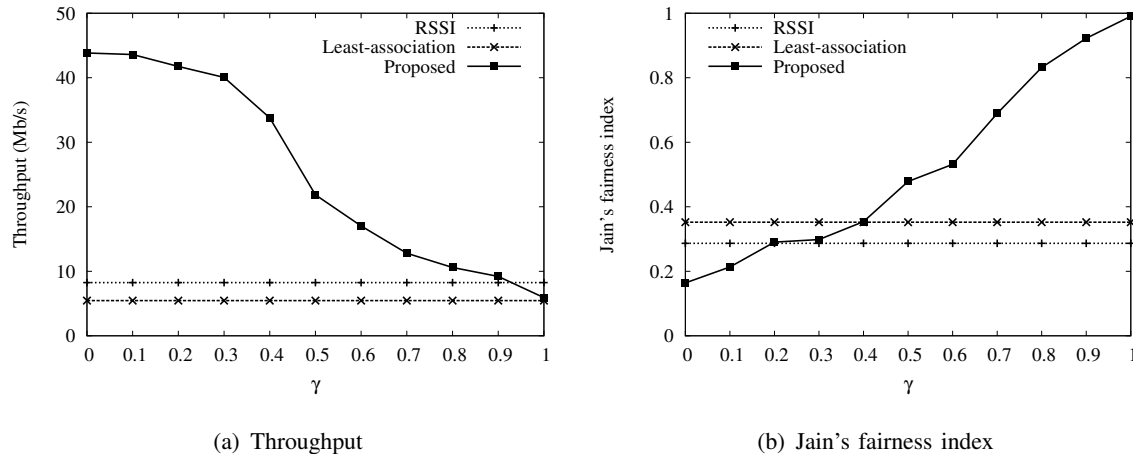 50
40
30
20
10
0
Throughput (Mb/s)
RSSI
Least-association
Proposed
0 0.1 0.2 0.3 0.4 0.5 0.6 0.7 0.8 0.9 1
γ
(a) Throughput
1
0.8
0.6
0.4
0.2
0
Jain's fairness index
RSSI
Least-association
Proposed
0 0.1 0.2 0.3 0.4 0.5 0.6 0.7 0.8 0.9 1
γ
(b) Jain's fairness index